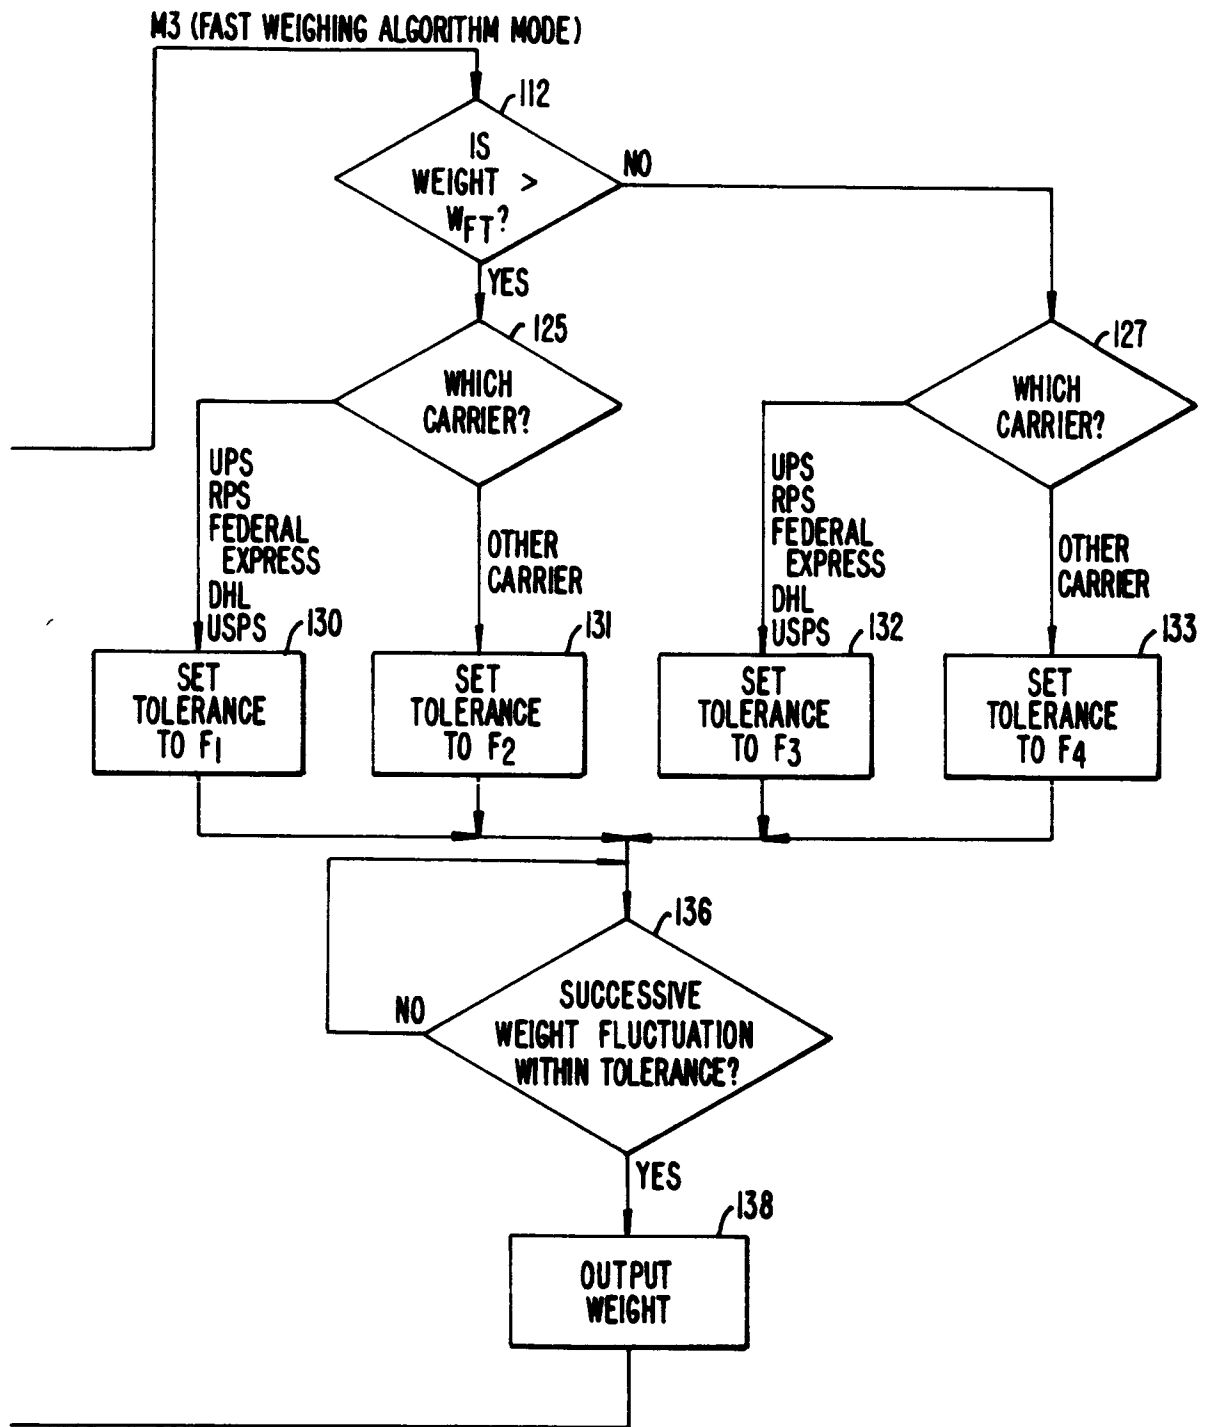 M3 (FAST WEIGHING ALGORITHM MODE)
112
IS
WEIGHT >
WFT?
NO
YES
125
WHICH
CARRIER?
127
WHICH
CARRIER?
UPS
RPS
FEDERAL
EXPRESS
DHL
USPS
OTHER
CARRIER
UPS
RPS
FEDERAL
EXPRESS
DHL
USPS
OTHER
CARRIER
130
SET
TOLERANCE
TO F1
131
SET
TOLERANCE
TO F2
132
SET
TOLERANCE
TO F3
133
SET
TOLERANCE
TO F4
136
SUCCESSIVE
WEIGHT FLUCTUATION
WITHIN TOLERANCE?
NO
YES
138
OUTPUT
WEIGHT